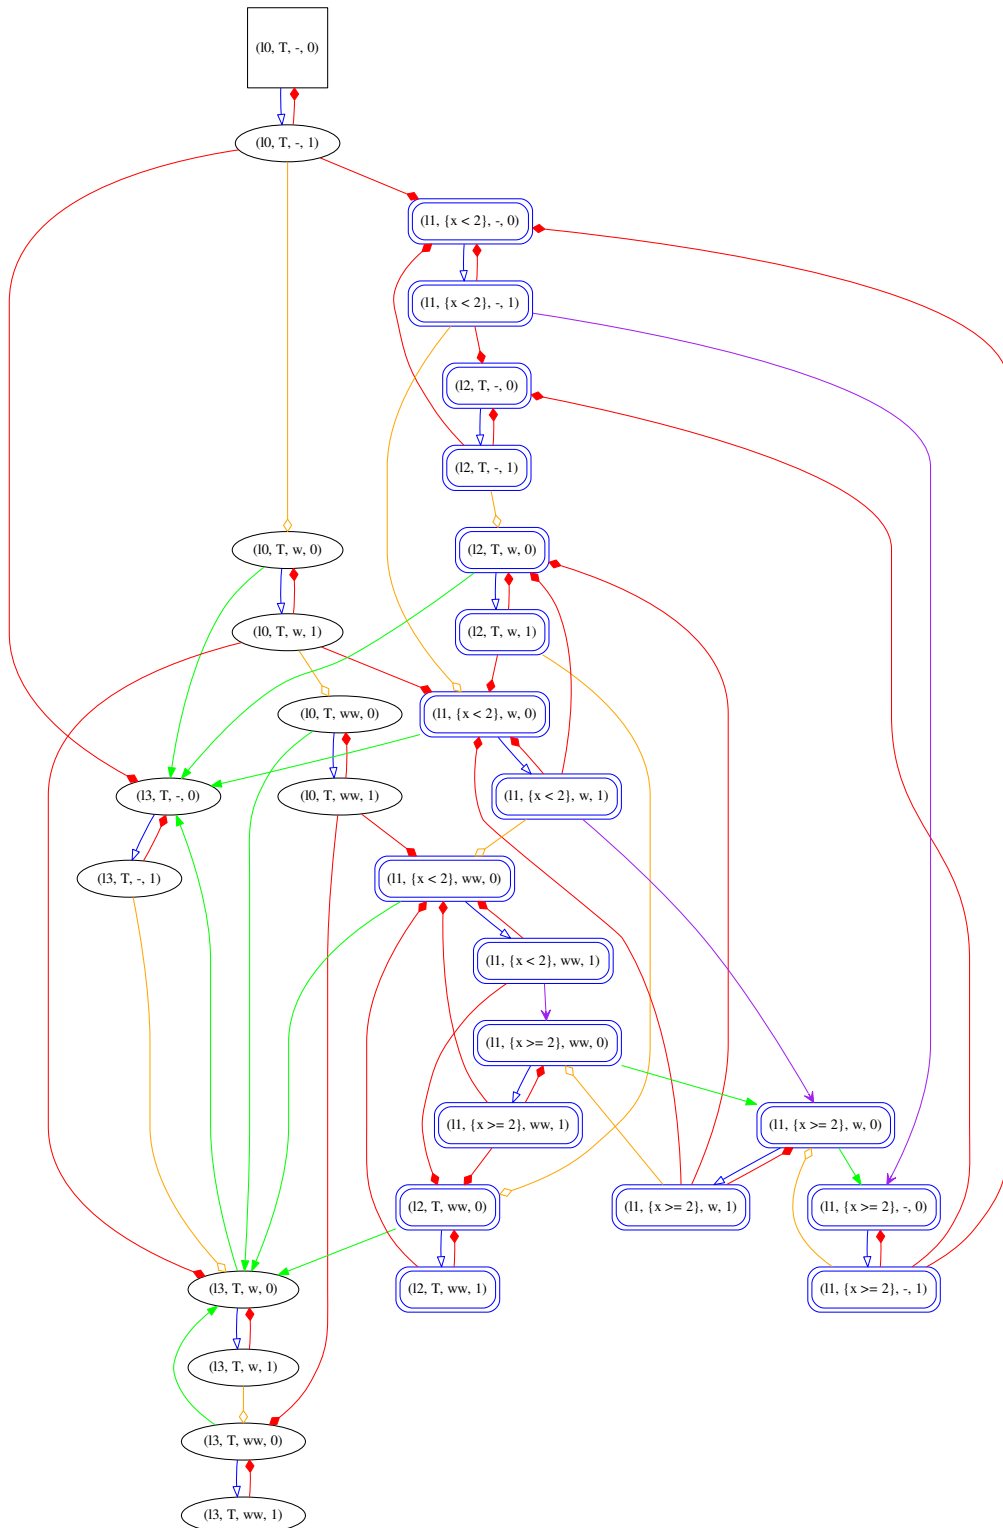 (l0, T, -, 0)
(l0, T, -, 1)
(l1, {x < 2}, -, 0)
(l1, {x < 2}, -, 1)
(l2, T, -, 0)
(l2, T, -, 1)
(l0, T, w, 0)
(l2, T, w, 0)
(l0, T, w, 1)
(l2, T, w, 1)
(l0, T, ww, 0)
(l1, {x < 2}, w, 0)
(l3, T, -, 0)
(l0, T, ww, 1)
(l1, {x < 2}, w, 1)
(l3, T, -, 1)
(l1, {x < 2}, ww, 0)
(l1, {x < 2}, ww, 1)
(l1, {x >= 2}, ww, 0)
(l1, {x >= 2}, ww, 1)
(l1, {x >= 2}, w, 0)
(l2, T, ww, 0)
(l1, {x >= 2}, w, 1)
(l1, {x >= 2}, -, 0)
(l3, T, w, 0)
(l2, T, ww, 1)
(l1, {x >= 2}, -, 1)
(l3, T, w, 1)
(l3, T, ww, 0)
(l3, T, ww, 1)